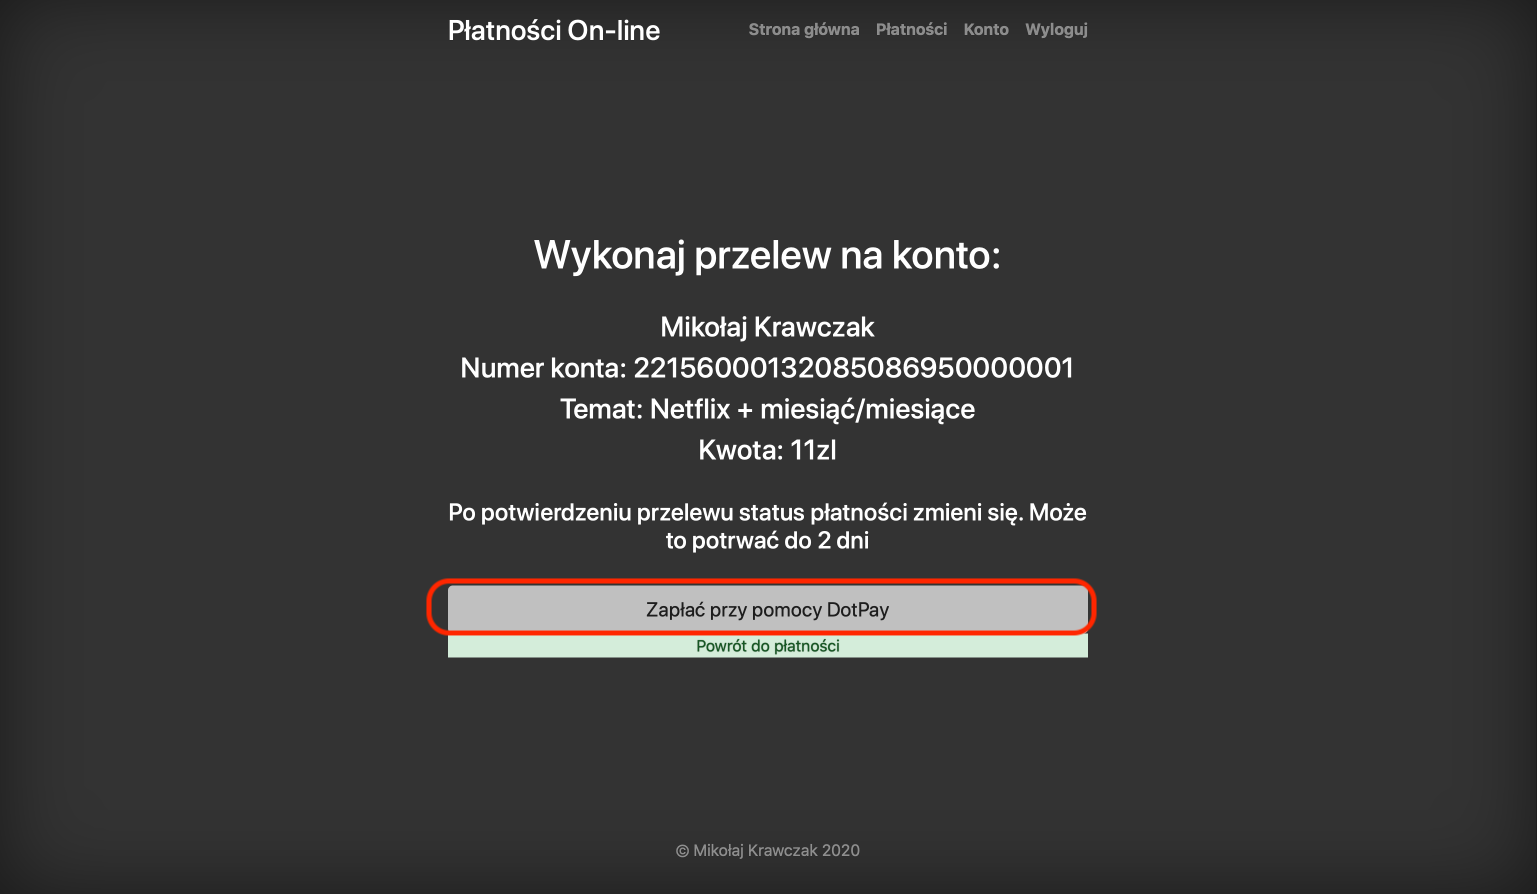 Płatności On-line
Strona główna Płatności Konto Wyloguj
Wykonaj przelew na konto:
Mikołaj Krawczak
Numer konta: 22156000132085086950000001
Temat: Netflix + miesiąć/miesiące
Kwota: 11zl
Po potwierdzeniu przelewu status płatności zmieni się. Może
to potrwać do 2 dni
Zapłać przy pomocy DotPay
Powrót do płatności
© Mikołaj Krawczak 2020